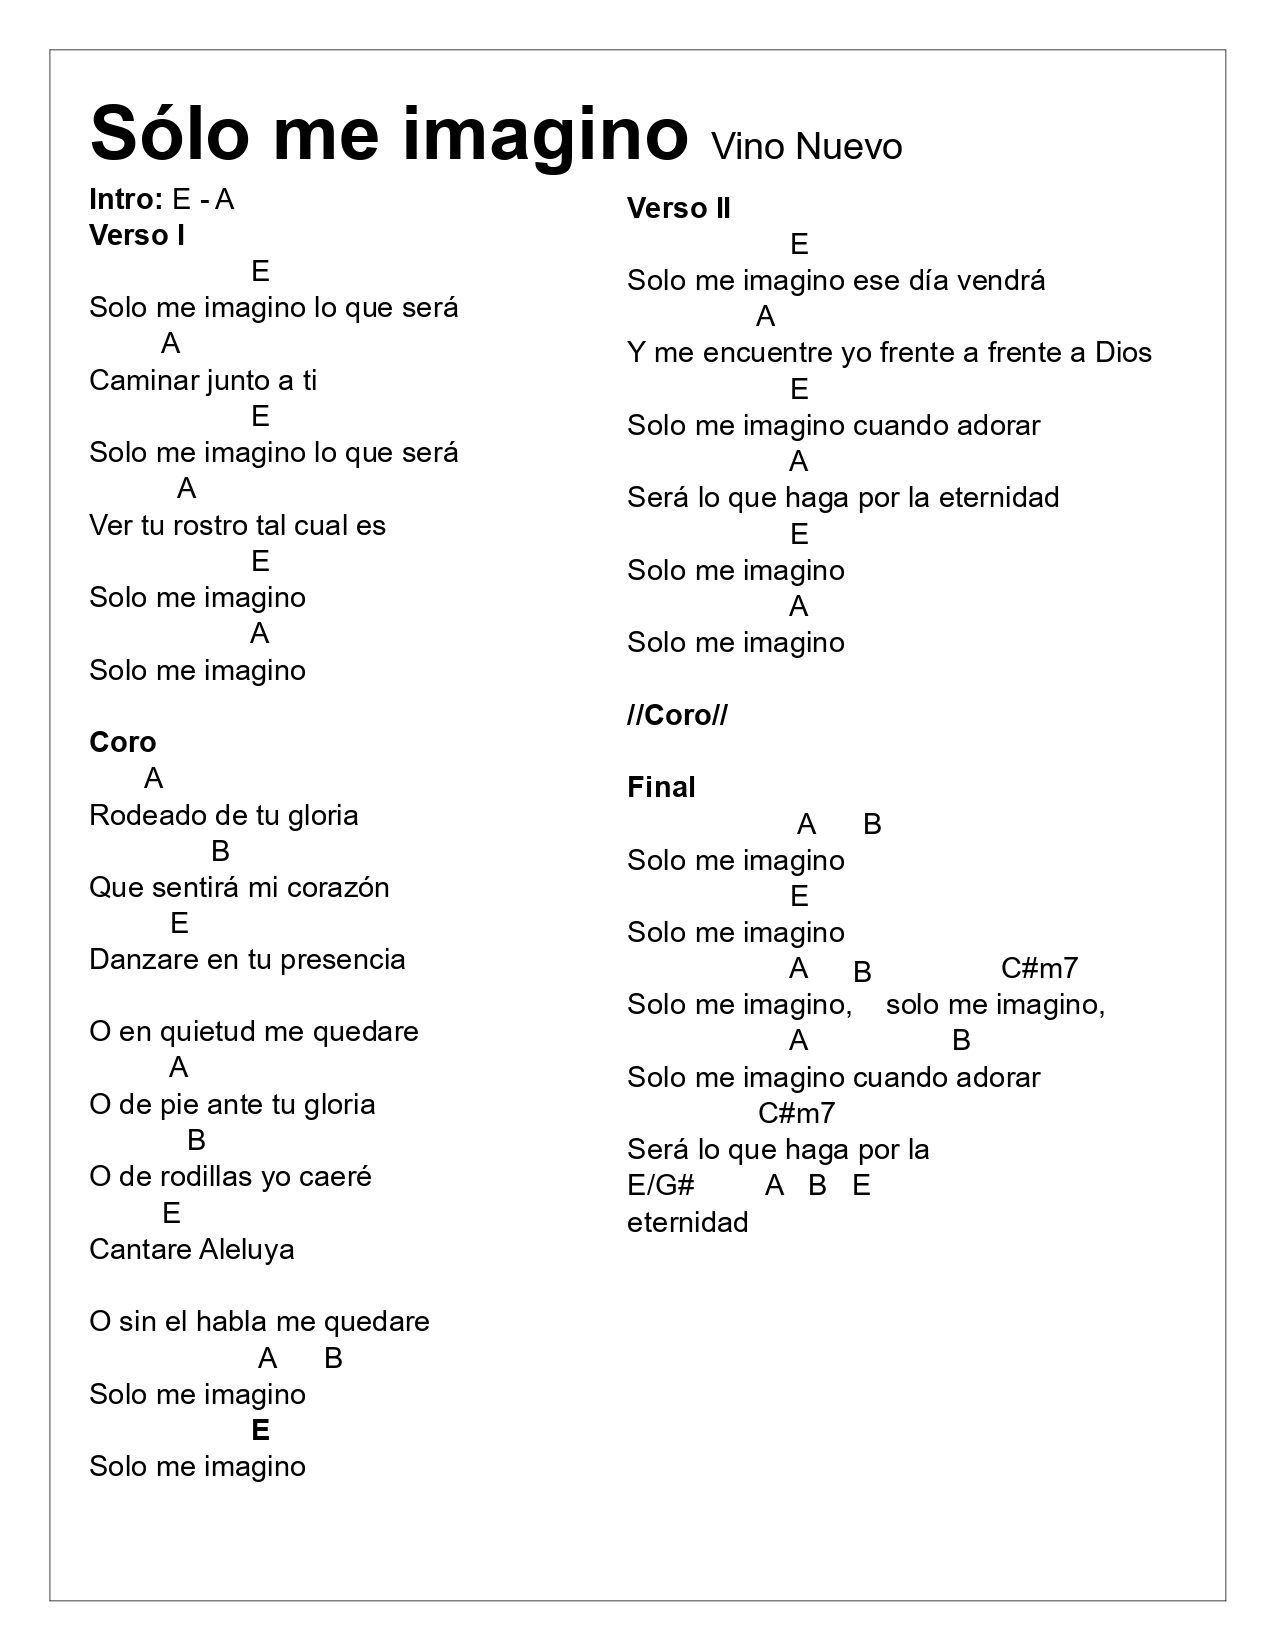 Sólo me imagino Vino Nuevo
Intro: E - A
Verso I
E
Solo me imagino lo que será
A
Caminar junto a ti
E
Solo me imagino lo que será
A
Ver tu rostro tal cual es
E
Solo me imagino
A
Solo me imagino
Coro
A
Rodeado de tu gloria
B
Que sentirá mi corazón
E
Danzare en tu presencia
O en quietud me quedare
A
O de pie ante tu gloria
B
O de rodillas yo caeré
E
Cantare Aleluya
O sin el habla me quedare
A B
Solo me imagino
E
Solo me imagino
Verso II
E
Solo me imagino ese día vendrá
A
Y me encuentre yo frente a frente a Dios
E
Solo me imagino cuando adorar
A
Será lo que haga por la eternidad
E
Solo me imagino
A
Solo me imagino
//Coro//
Final
A B
Solo me imagino
E
Solo me imagino
A B C#m7
Solo me imagino, solo me imagino,
A B
Solo me imagino cuando adorar
C#m7
Será lo que haga por la
E/G# A B E
eternidad